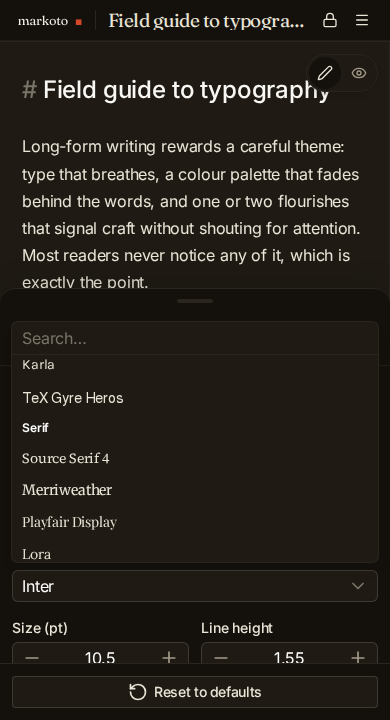 markoto
Field guide to typogra...
# Field guide to typography
Long-form writing rewards a careful theme:
type that breathes, a colour palette that fades
behind the words, and one or two flourishes
that signal craft without shouting for attention.
Most readers never notice any of it, which is
exactly the point.
Search...
Karla
TeX Gyre Heros
Serif
Source Serif 4
Merriweather
Playfair Display
Lora
Inter
Size (pt)
Line height
10.5
1.55
Reset to defaults